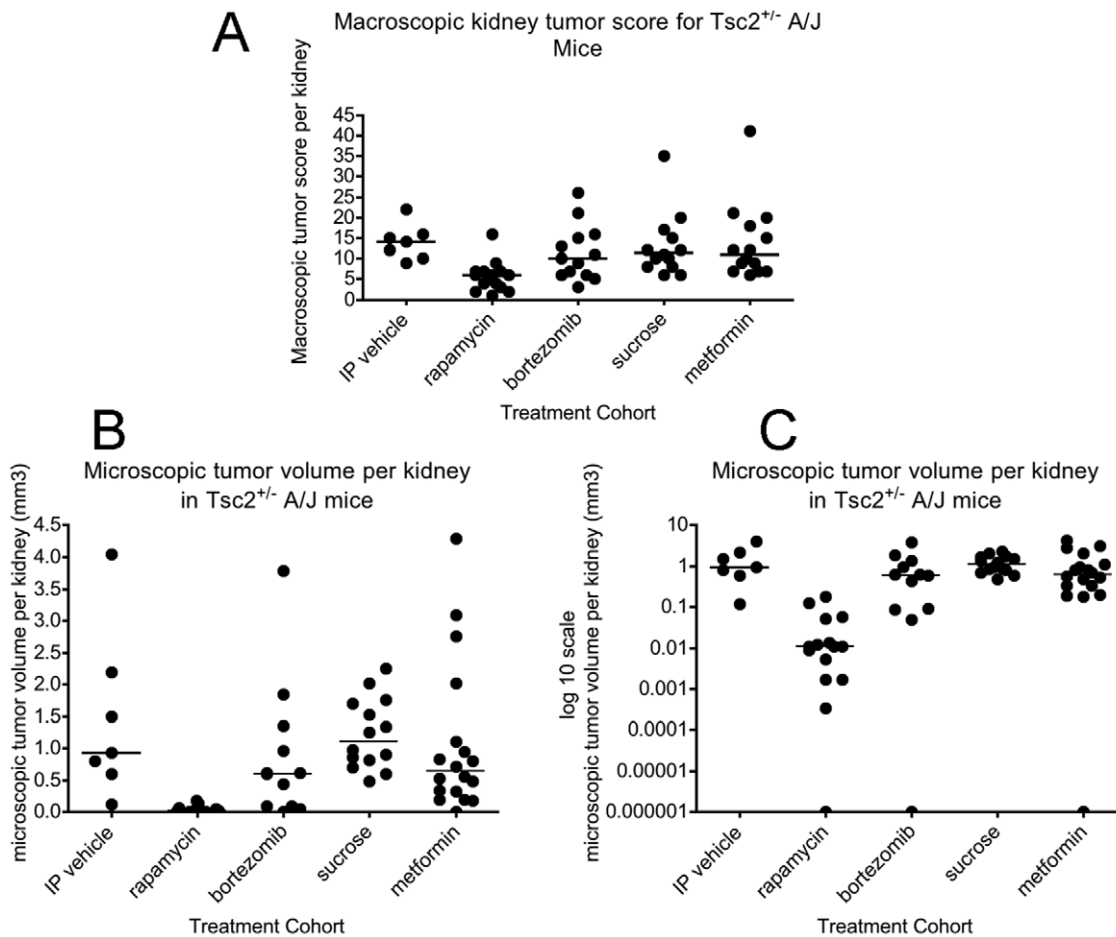 A
Macroscopic kidney tumor score for Tsc2+/- A/J
Mice
Macroscopic tumor score per kidney
45
40
35
30
25
20
15
10
5
0
IP vehicle
rapamycin
bortezomib
sucrose
metformin
Treatment Cohort
B
Microscopic tumor volume per kidney
in Tsc2+/- A/J mice
microscopic tumor volume per kidney (mm3)
4.5
4.0
3.5
3.0
2.5
2.0
1.5
1.0
0.5
0.0
IP vehicle
rapamycin
bortezomib
sucrose
metformin
Treatment Cohort
C
Microscopic tumor volume per kidney
in Tsc2+/- A/J mice
log 10 scale
microscopic tumor volume per kidney (mm3)
10
1
0.1
0.01
0.001
0.0001
0.00001
0.000001
IP vehicle
rapamycin
bortezomib
sucrose
metformin
Treatment Cohort